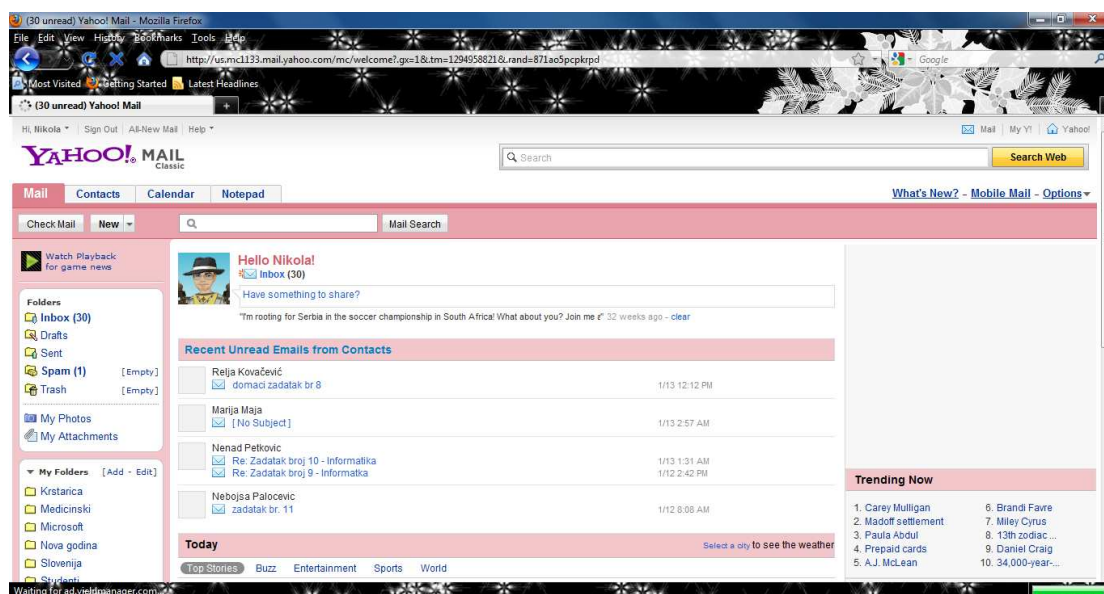 (30 unread) Yahoo! Mail - Mozilla Firefox
File Edit View History Bookmarks Tools Help
http://us.mc1133.mail.yahoo.com/mc/welcome?.gx=1&.tm=1294958821&.rand=871ao5pcpkrpd
Google
Most Visited Getting Started Latest Headlines
(30 unread) Yahoo! Mail +
Hi, Nikola Sign Out All-New Mail Help
Mail My Y! Yahoo!
YAHOO! MAIL
Classic
Search
Search Web
Mail Contacts Calendar Notepad
What's New? - Mobile Mail - Options
Check Mail New
Mail Search
Watch Playback
for game news
Folders
Inbox (30)
Drafts
Sent
Spam (1) [Empty]
Trash [Empty]
My Photos
My Attachments
My Folders [Add - Edit]
Krstarica
Medicinski
Microsoft
Nova godina
Slovenija
Studenti
Hello Nikola!
Inbox (30)
Have something to share?
"I'm rooting for Serbia in the soccer championship in South Africa! What about you? Join me 32 weeks ago - clear
Recent Unread Emails from Contacts
Relja Kovačević
domaci zadatak br 8 1/13 12:12 PM
Marija Maja
[ No Subject ] 1/13 2:57 AM
Nenad Petkovic
Re: Zadatak broj 10 - Informatika 1/13 1:31 AM
Re: Zadatak broj 9 - Informatka 1/12 2:42 PM
Nebojsa Palocevic
zadatak br. 11 1/12 8:08 AM
Today
Select a city to see the weather
Top Stories Buzz Entertainment Sports World
Trending Now
1. Carey Mulligan
2. Madoff settlement
3. Paula Abdul
4. Prepaid cards
5. A.J. McLean
6. Brandi Favre
7. Miley Cyrus
8. 13th zodiac ...
9. Daniel Craig
10. 34,000-year-...
Waiting for ad.yieldmanager.com...